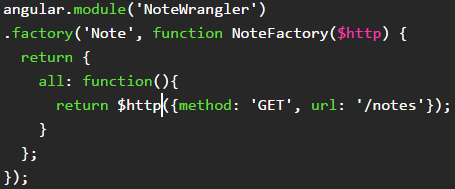 angular.module('NoteWrangler')
.factory('Note', function NoteFactory($http) {
  return {
    all: function(){
      return $http({method: 'GET', url: '/notes'});
    }
  };
});